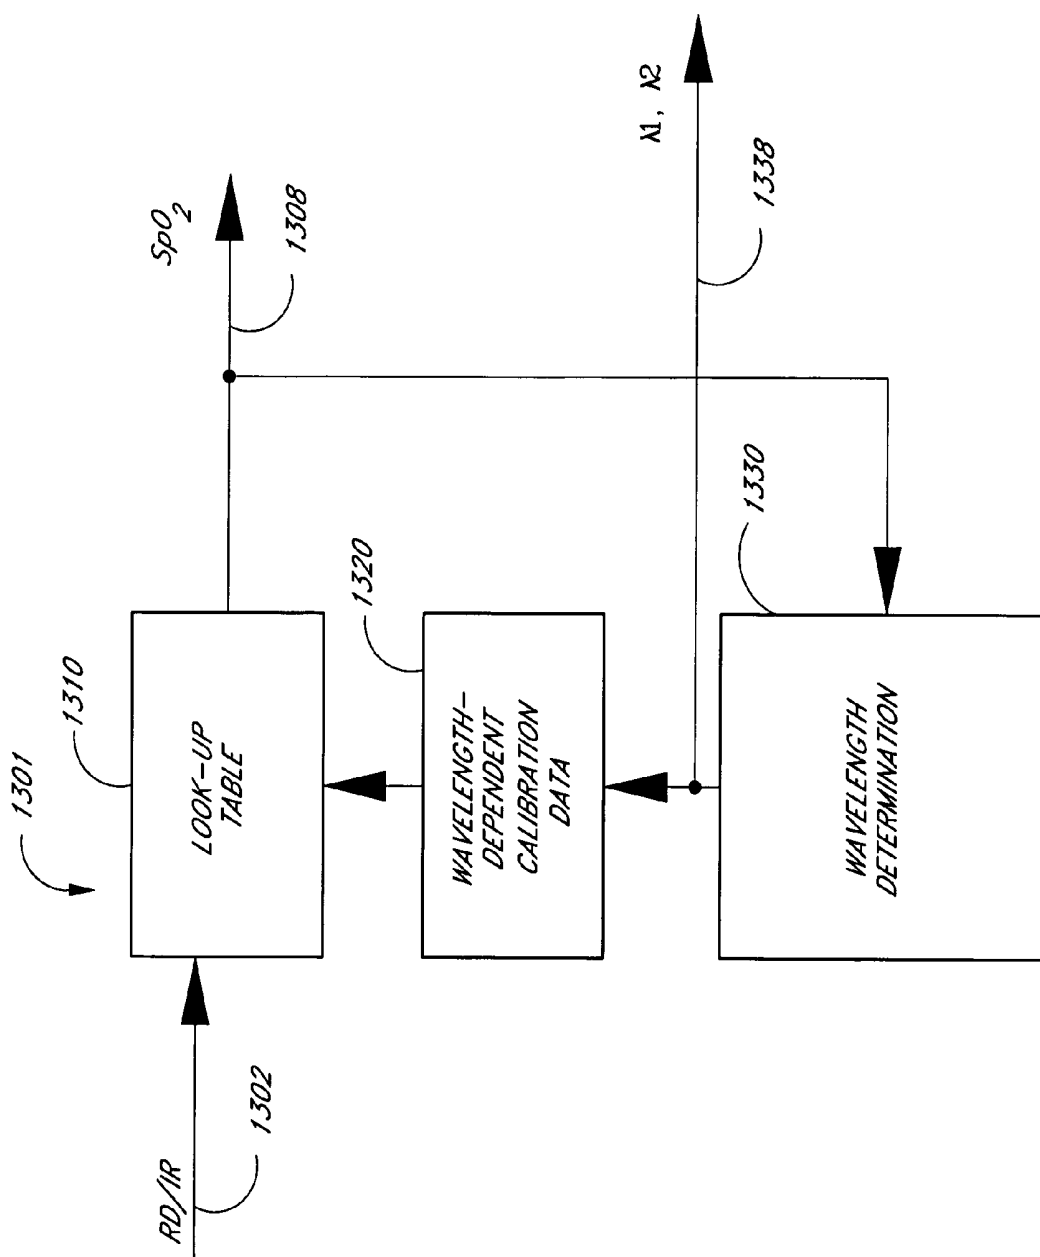 1301
1310
LOOK-UP
TABLE
RD/IR
1302
SpO2
1308
1320
WAVELENGTH-
DEPENDENT
CALIBRATION
DATA
λ1, λ2
1338
1330
WAVELENGTH
DETERMINATION